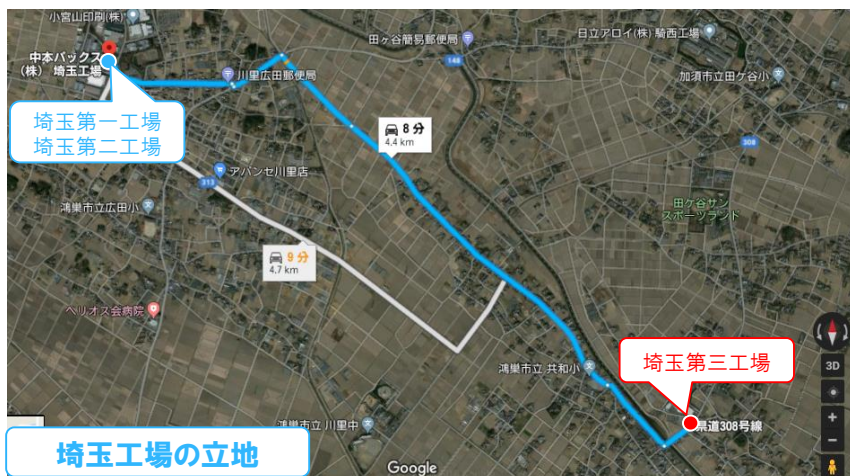 小宮山印刷(株)
田ヶ谷簡易郵便局
日立アロイ(株) 騎西工場
中本パックス
(株) 埼玉工場
川里広田郵便局
148
加須市立田ケ谷小
埼玉第一工場
埼玉第二工場
8 分
4.4 km
308
アパンセ川里店
313
鴻巣市立広田小
田ケ谷サン
スポーツランド
9 分
4.7 km
ヘリオス会病院
埼玉第三工場
3D
鴻巣市立 共和小
県道308号線
鴻巣市立 川里中
埼玉工場の立地
Google